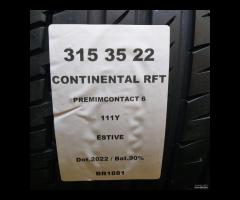 315 35 22
CONTINENTAL RFT
PREMIMCONTACT 6
111Y
ESTIVE
Dot.2022 / Bat.90%
BR1081